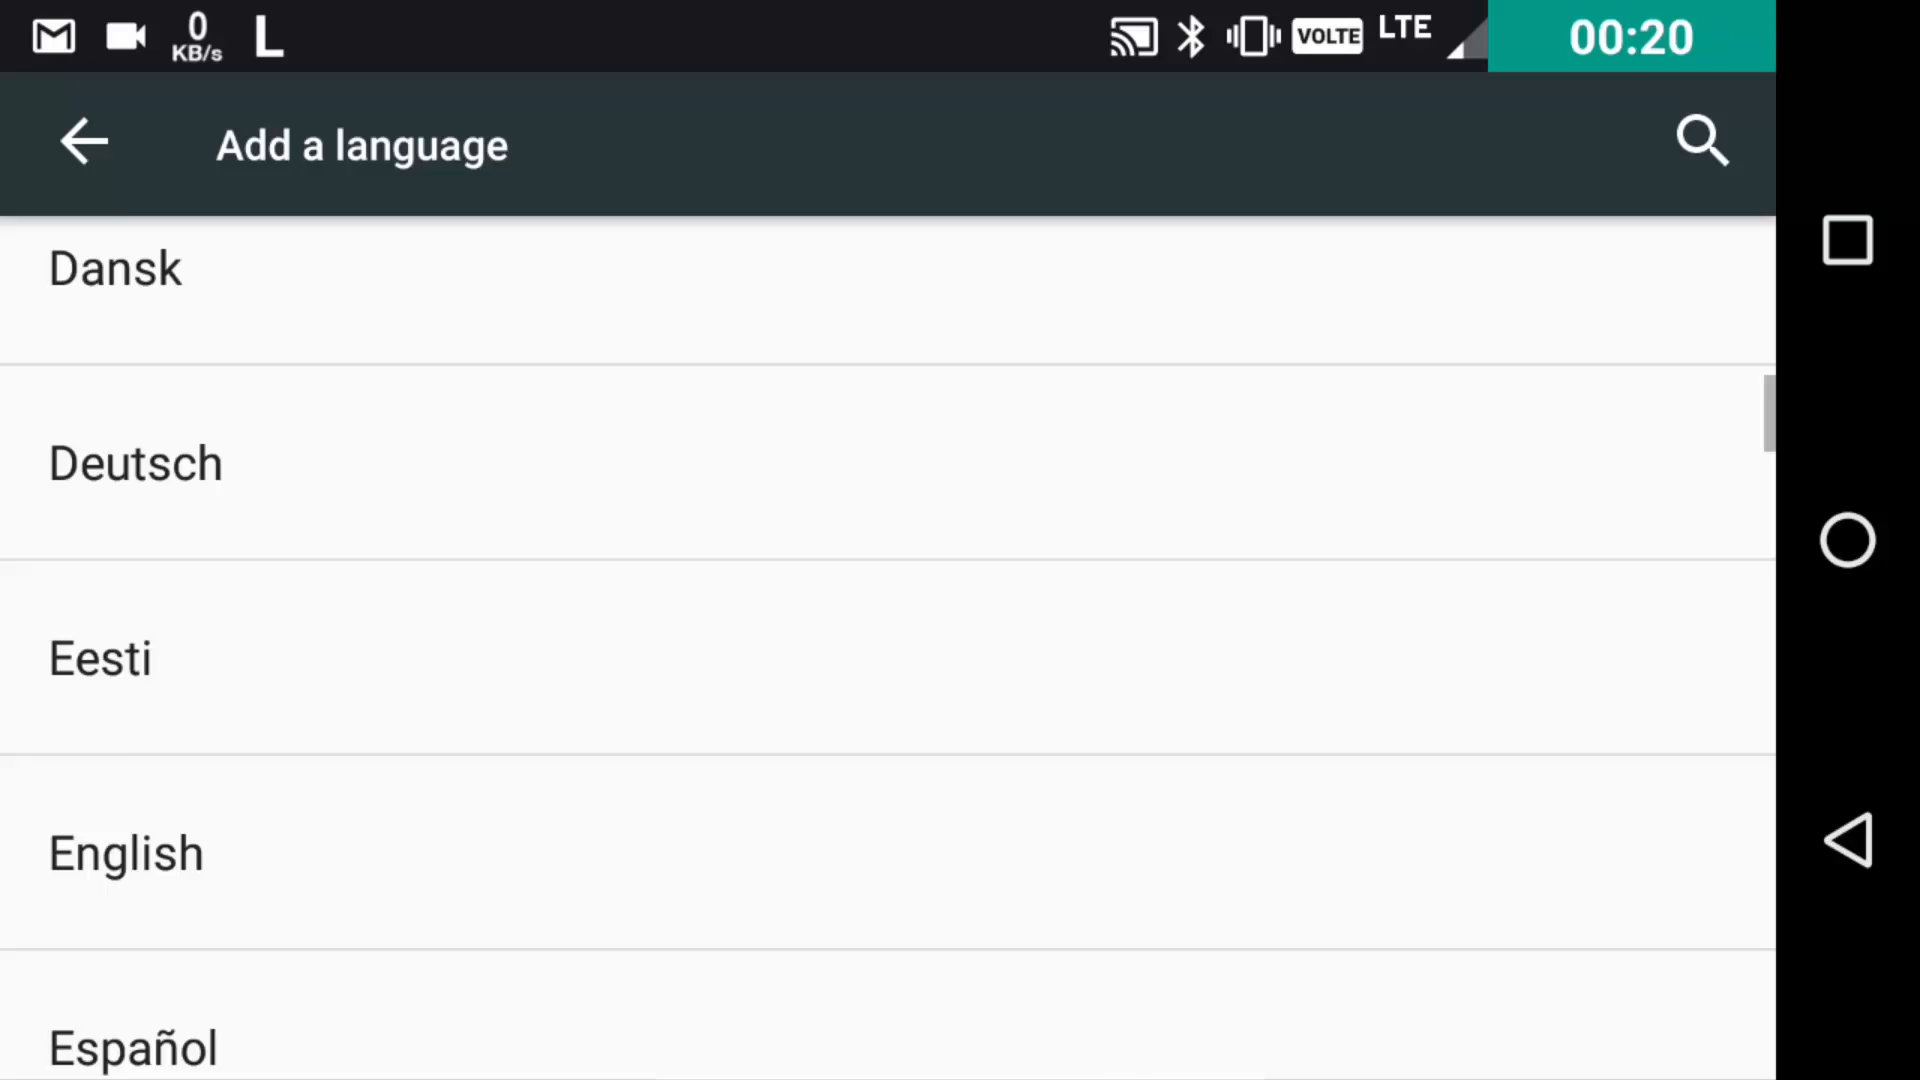 0
KB/s
L
VOLTE
LTE
00:20
Add a language
Dansk
Deutsch
Eesti
English
Español